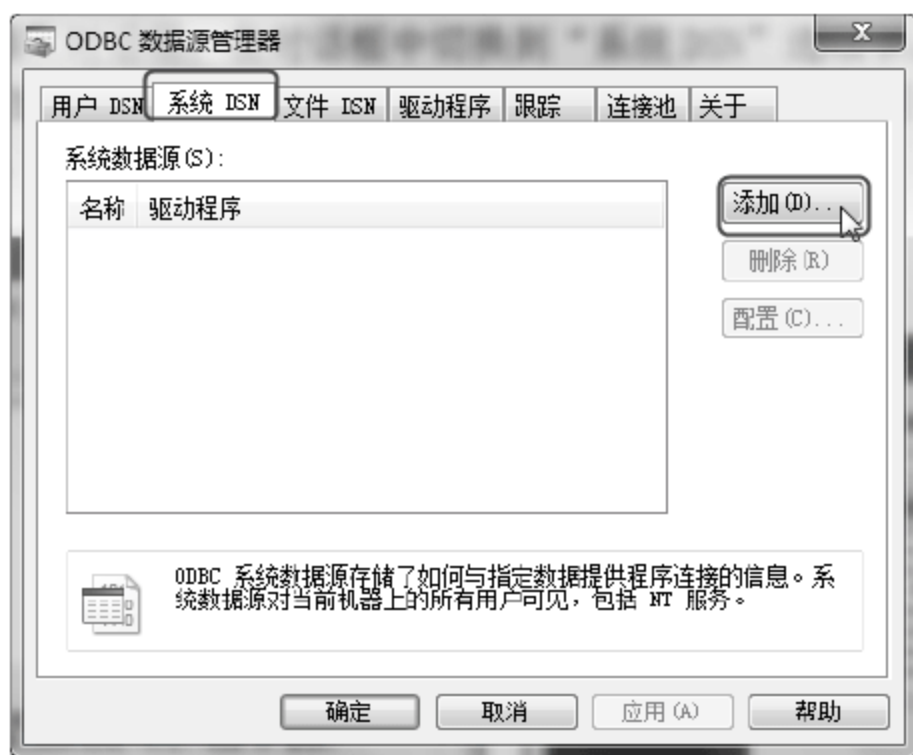 ODBC 数据源管理器
用户 DSN 系统 DSN 文件 DSN 驱动程序 跟踪 连接池 关于
系统数据源(S):
名称 驱动程序
添加(D)...
删除(R)
配置(C)...
ODBC 系统数据源存储了如何与指定数据提供程序连接的信息。系
统数据源对当前机器上的所有用户可见，包括 NT 服务。
确定 取消 应用(A) 帮助